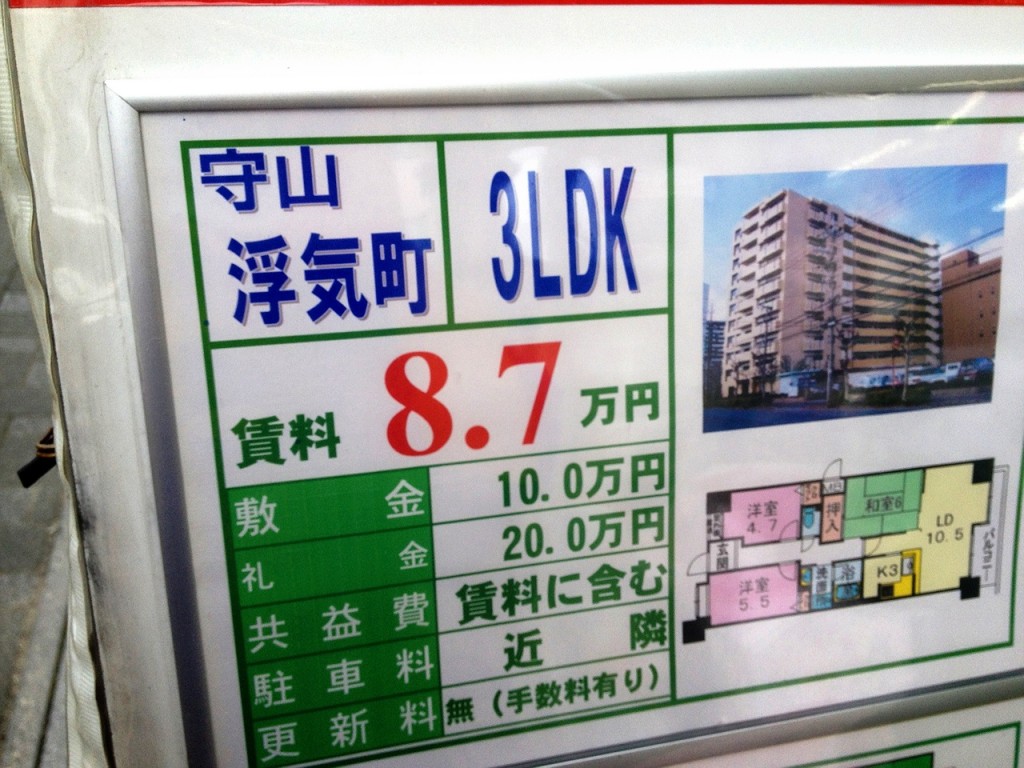 守山
浮気町
3LDK
賃料 8.7 万円
敷金 10.0万円
礼金 20.0万円
共益費 賃料に含む
駐車料 近隣
更新料 無（手数料有り）
洋室
4.7
押入
和室6
LD
10.5
バルコニー
玄関
洋室
5.5
洗面所
浴
K3